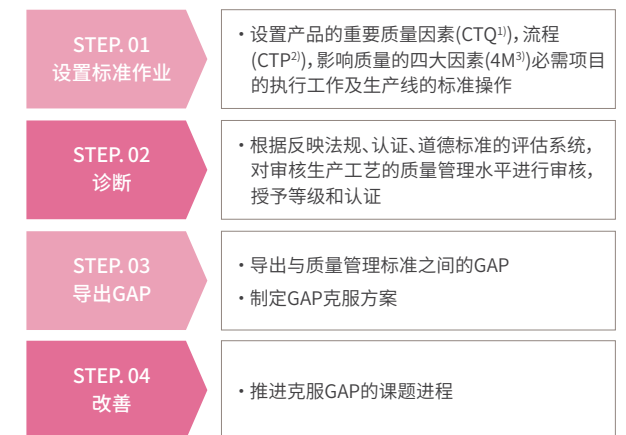 STEP. 01
设置标准作业
・设置产品的重要质量因素(CTQ¹⁾),流程
(CTP²⁾),影响质量的四大因素(4M³⁾)必需项目
的执行工作及生产线的标准操作
STEP. 02
诊断
・根据反映法规、认证、道德标准的评估系统,
对审核生产工艺的质量管理水平进行审核,
授予等级和认证
STEP. 03
导出GAP
・导出与质量管理标准之间的GAP
・制定GAP克服方案
STEP. 04
改善
・推进克服GAP的课题进程